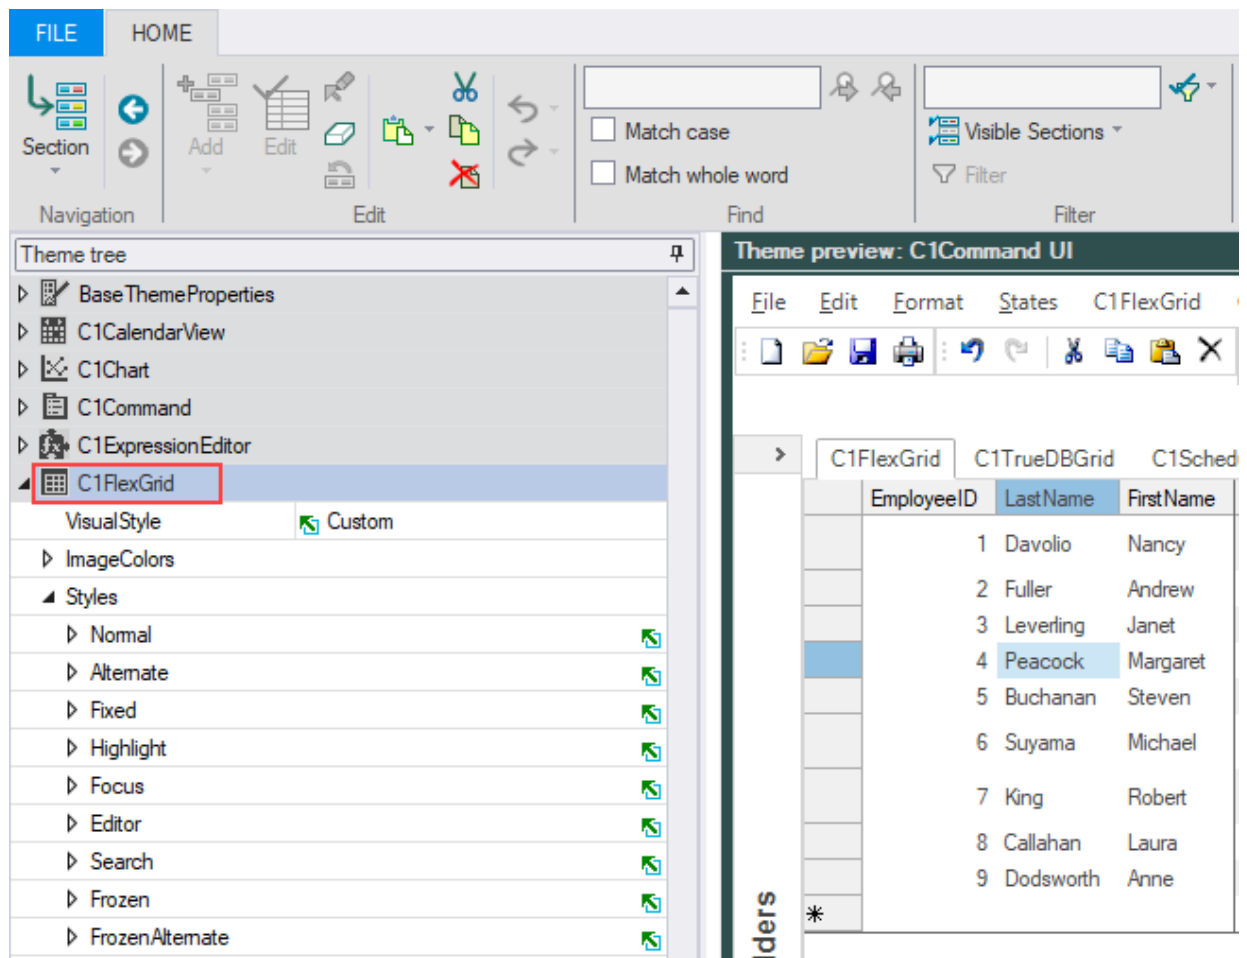 FILE HOME
Section Add Edit Match case Visible Sections
Match whole word Filter
Navigation Edit Find Filter
Theme tree
BaseThemeProperties
C1CalendarView
C1Chart
C1Command
C1ExpressionEditor
C1FlexGrid
VisualStyle Custom
ImageColors
Styles
Normal
Alternate
Fixed
Highlight
Focus
Editor
Search
Frozen
FrozenAlternate
Theme preview: C1Command UI
File Edit Format States C1FlexGrid
C1FlexGrid C1TrueDBGrid C1Sched
EmployeeID LastName FirstName
1 Davolio Nancy
2 Fuller Andrew
3 Leverling Janet
4 Peacock Margaret
5 Buchanan Steven
6 Suyama Michael
7 King Robert
8 Callahan Laura
9 Dodsworth Anne
lders